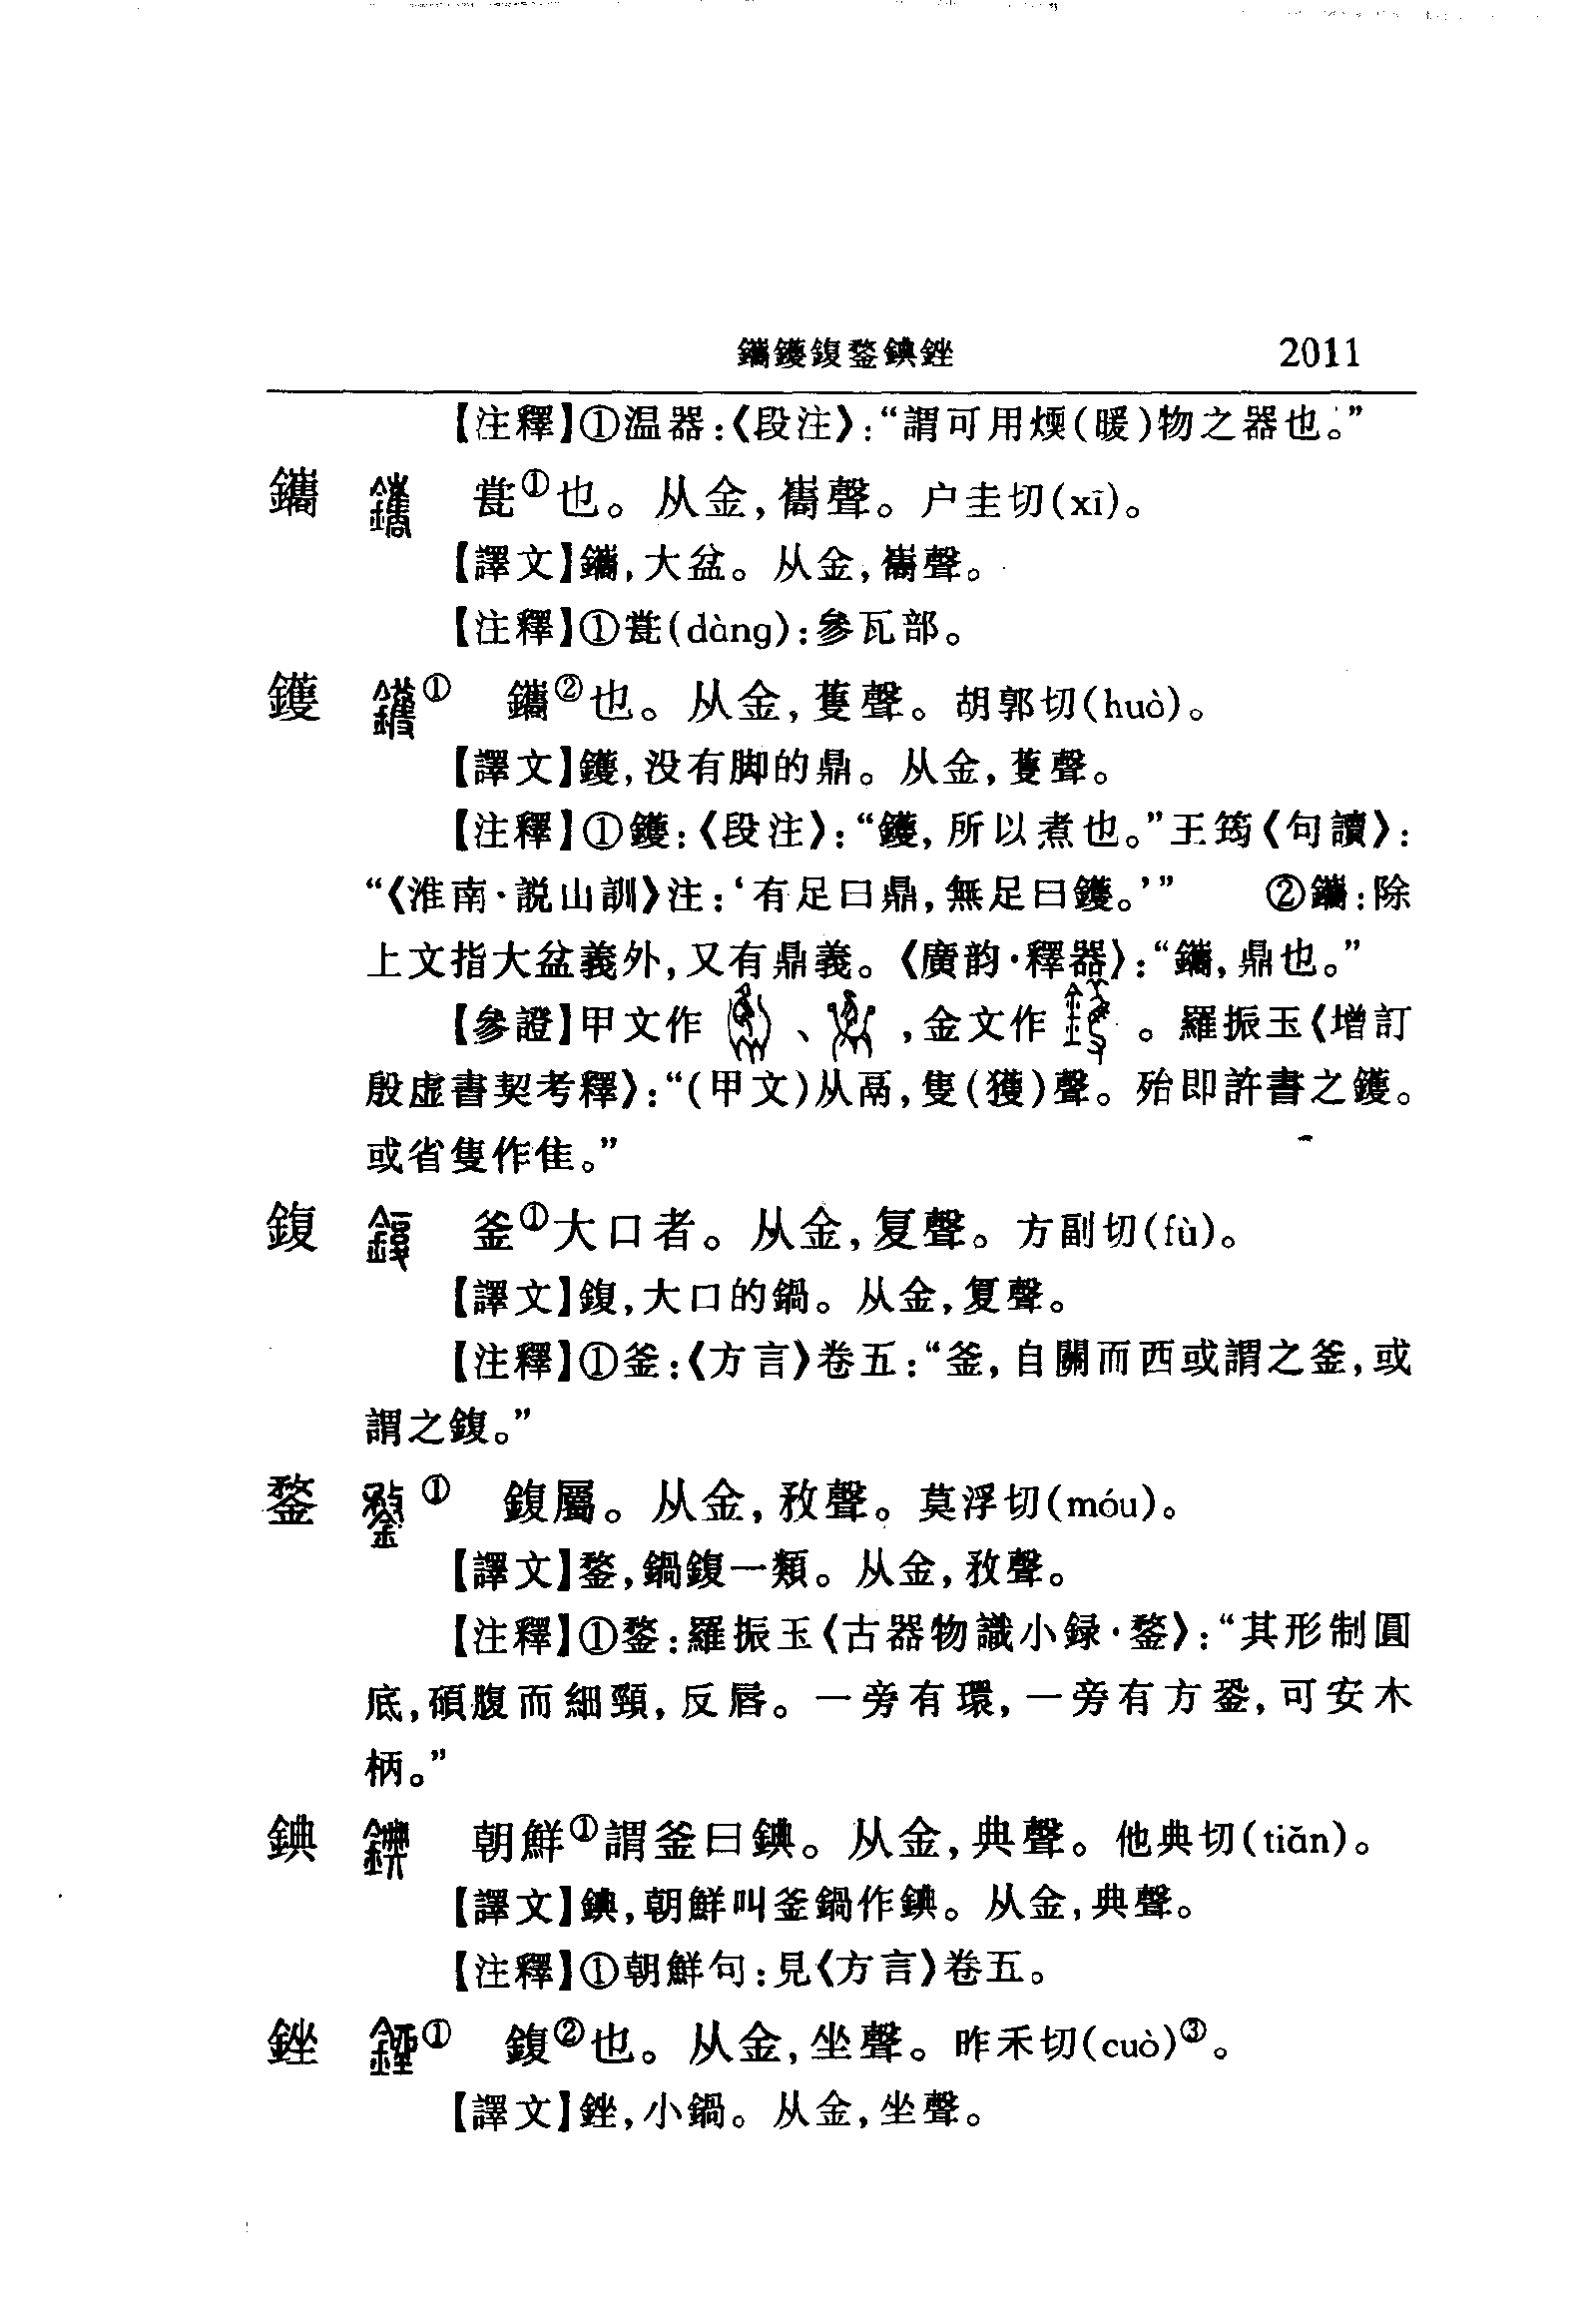 鑴鑊鍑鍪錪銼 2011
【注釋】①温器:《段注》:“謂可用煗(暖)物之器也。”
鑴 瓽①也。从金,巂聲。户圭切(xī)。
【譯文】鑴,大盆。从金,巂聲。
【注釋】①瓽(dàng):參瓦部。
鑊 ① 鑴②也。从金,蒦聲。胡郭切(huò)。
【譯文】鑊,没有脚的鼎。从金,蒦聲。
【注釋】①鑊:《段注》:“鑊,所以煮也。”王筠《句讀》:
“《淮南·説山訓》注:‘有足曰鼎,無足曰鑊。’” ②鑴:除
上文指大盆義外,又有鼎義。《廣韵·釋器》:“鑴,鼎也。”
【參證】甲文作 、 ,金文作 。羅振玉《增訂
殷虚書契考釋》:“(甲文)从鬲,隻(獲)聲。殆即許書之鑊。
或省隻作隹。”
鍑 釜①大口者。从金,复聲。方副切(fù)。
【譯文】鍑,大口的鍋。从金,复聲。
【注釋】①釜:《方言》卷五:“釜,自關而西或謂之釜,或
謂之鍑。”
鍪 ① 鍑屬。从金,敄聲。莫浮切(móu)。
【譯文】鍪,鍋鍑一類。从金,敄聲。
【注釋】①鍪:羅振玉《古器物識小録·鍪》:“其形制圓
底,碩腹而細頸,反唇。一旁有環,一旁有方銎,可安木
柄。”
錪 朝鮮①謂釜曰錪。从金,典聲。他典切(tiǎn)。
【譯文】錪,朝鮮叫釜鍋作錪。从金,典聲。
【注釋】①朝鮮句:見《方言》卷五。
銼 ① 鍑②也。从金,坐聲。昨禾切(cuò)③。
【譯文】銼,小鍋。从金,坐聲。